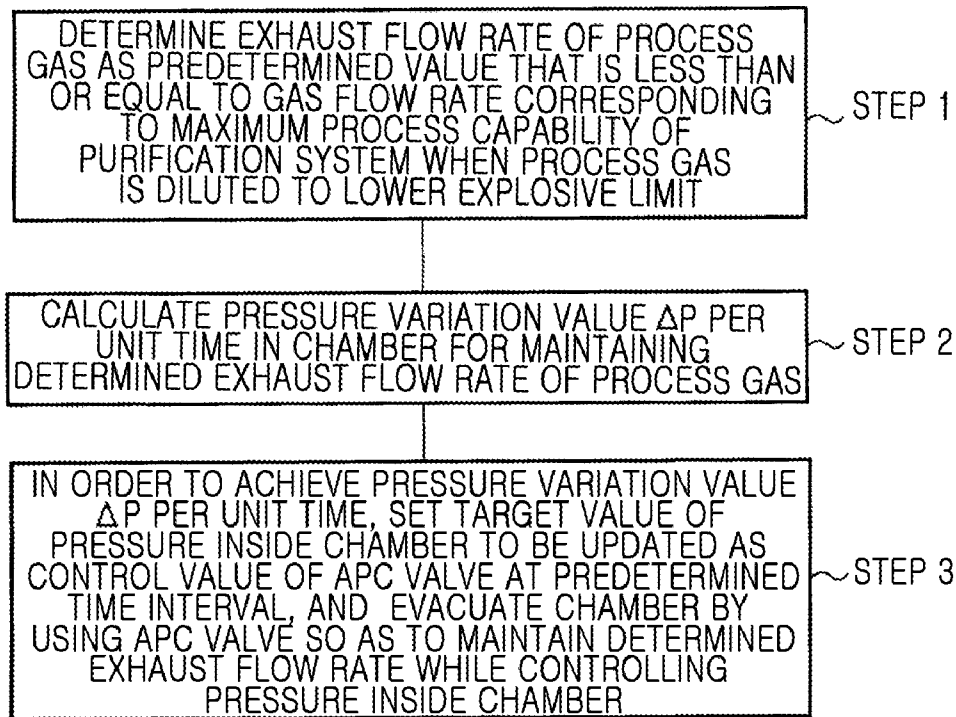 DETERMINE EXHAUST FLOW RATE OF PROCESS
GAS AS PREDETERMINED VALUE THAT IS LESS THAN
OR EQUAL TO GAS FLOW RATE CORRESPONDING
TO MAXIMUM PROCESS CAPABILITY OF
PURIFICATION SYSTEM WHEN PROCESS GAS
IS DILUTED TO LOWER EXPLOSIVE LIMIT
STEP 1
CALCULATE PRESSURE VARIATION VALUE ΔP PER
UNIT TIME IN CHAMBER FOR MAINTAINING
DETERMINED EXHAUST FLOW RATE OF PROCESS GAS
STEP 2
IN ORDER TO ACHIEVE PRESSURE VARIATION VALUE
ΔP PER UNIT TIME, SET TARGET VALUE OF
PRESSURE INSIDE CHAMBER TO BE UPDATED AS
CONTROL VALUE OF APC VALVE AT PREDETERMINED
TIME INTERVAL, AND EVACUATE CHAMBER BY
USING APC VALVE SO AS TO MAINTAIN DETERMINED
EXHAUST FLOW RATE WHILE CONTROLLING
PRESSURE INSIDE CHAMBER
STEP 3